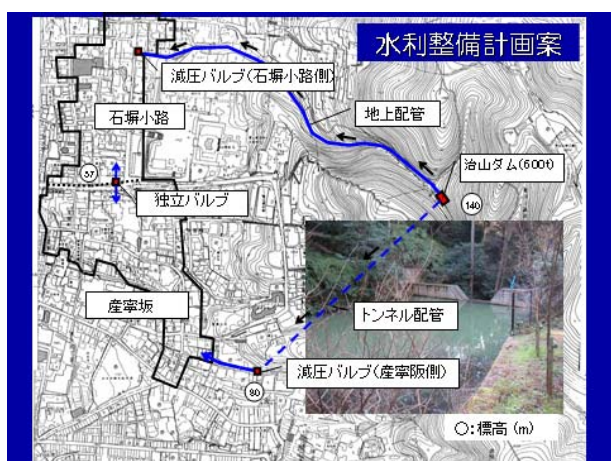 水利整備計画案
減圧バルブ(石塀小路側)
石塀小路
地上配管
治山ダム(600t)
57
独立バルブ
140
産寧坂
トンネル配管
減圧バルブ(産寧阪側)
90
○:標高(m)